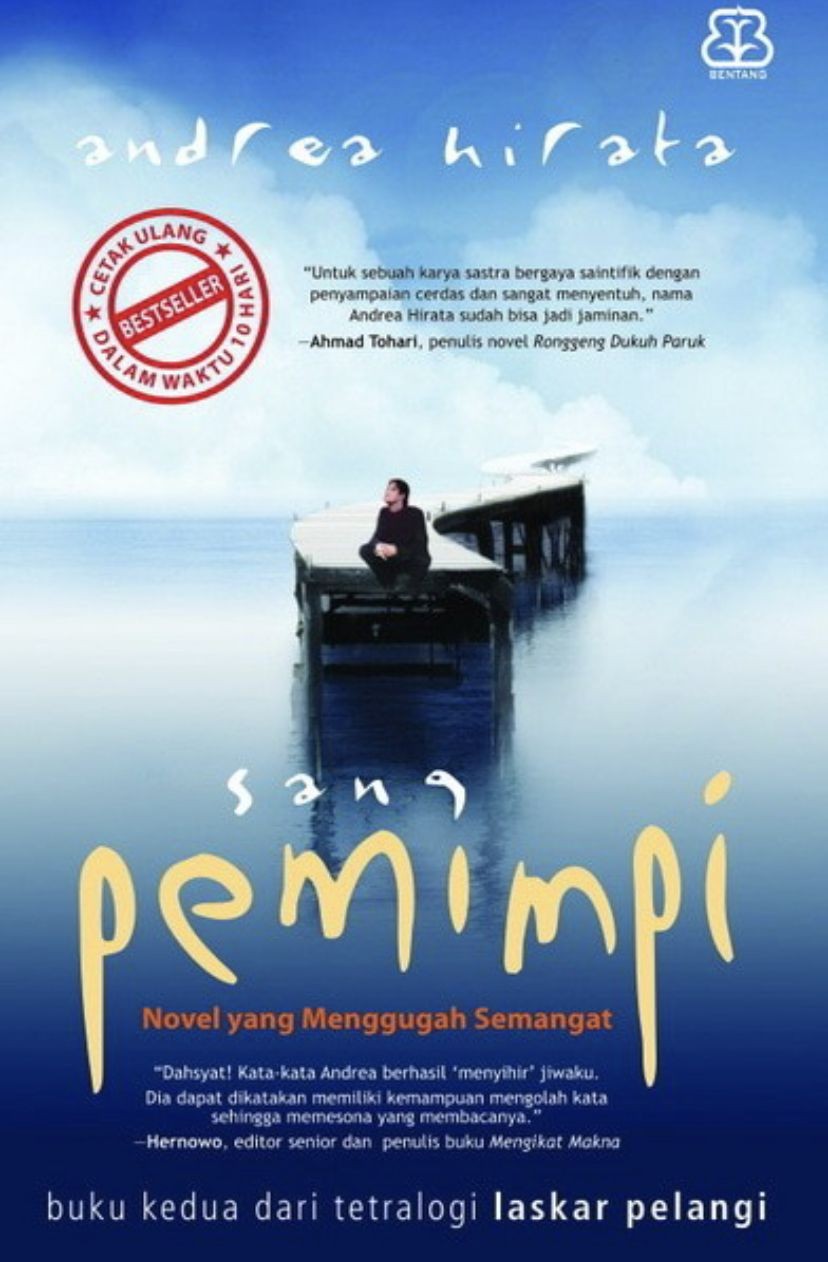 BENTANG
andrea hirata
CETAK ULANG
BESTSELLER
DALAM WAKTU 10 HARI
“Untuk sebuah karya sastra bergaya saintifik dengan
penyampaian cerdas dan sangat menyentuh, nama
Andrea Hirata sudah bisa jadi jaminan.”
—Ahmad Tohari, penulis novel Ronggeng Dukuh Paruk
sang
pemimpi
Novel yang Menggugah Semangat
“Dahsyat! Kata-kata Andrea berhasil ‘menyihir’ jiwaku.
Dia dapat dikatakan memiliki kemampuan mengolah kata
sehingga memesona yang membacanya.”
—Hernowo, editor senior dan penulis buku Mengikat Makna
buku kedua dari tetralogi laskar pelangi